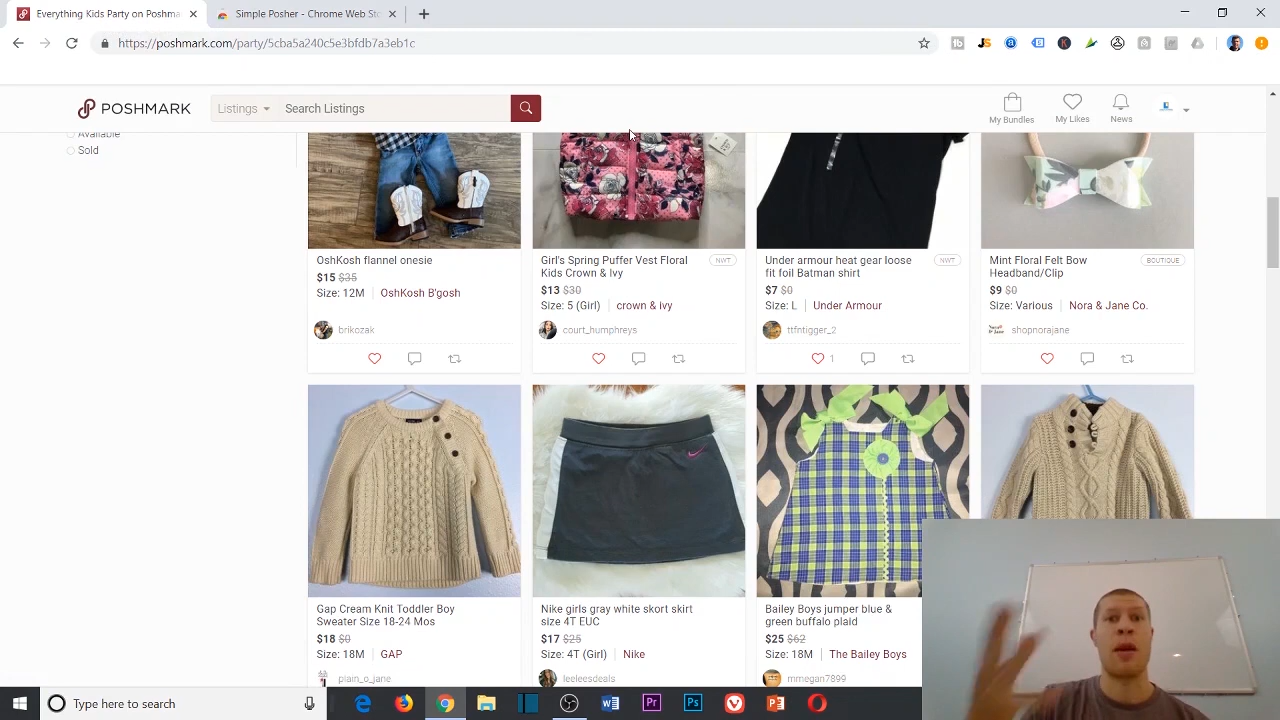 Everything Kids Party on Poshma
Simple Posher - Chrome Web Sto
https://poshmark.com/party/5cba5a240c5e3bfdb7a3eb1c
POSHMARK
Listings
Search Listings
My Bundles
My Likes
News
Available
Sold
OshKosh flannel onesie
$15 $35
Size: 12M
OshKosh B'gosh
brikozak
Girl's Spring Puffer Vest Floral
Kids Crown & Ivy
NWT
$13 $30
Size: 5 (Girl)
crown & ivy
court_humphreys
Under armour heat gear loose
fit foil Batman shirt
NWT
$7 $0
Size: L
Under Armour
ttfntigger_2
1
Mint Floral Felt Bow
Headband/Clip
BOUTIQUE
$9 $0
Size: Various
Nora & Jane Co.
shopnorajane
Gap Cream Knit Toddler Boy
Sweater Size 18-24 Mos
$18 $0
Size: 18M
GAP
plain_o_jane
Nike girls gray white skort skirt
size 4T EUC
$17 $25
Size: 4T (Girl)
Nike
leeleesdeals
Bailey Boys jumper blue &
green buffalo plaid
$25 $62
Size: 18M
The Bailey Boys
mmegan7899
Type here to search